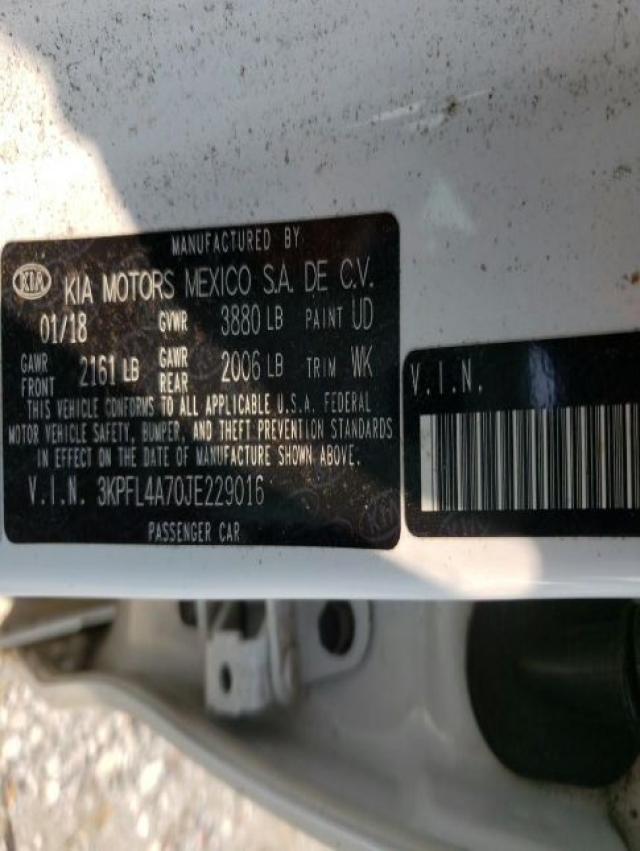 MANUFACTURED BY
KIA KIA MOTORS MEXICO S.A. DE C.V.
01/18 GVWR 3880 LB PAINT UD
GAWR FRONT 2161 LB GAWR REAR 2006 LB TRIM WK
THIS VEHICLE CONFORMS TO ALL APPLICABLE U.S.A. FEDERAL
MOTOR VEHICLE SAFETY, BUMPER, AND THEFT PREVENTION STANDARDS
IN EFFECT ON THE DATE OF MANUFACTURE SHOWN ABOVE.
V.I.N. 3KPFL4A70JE229016
PASSENGER CAR
V.I.N.